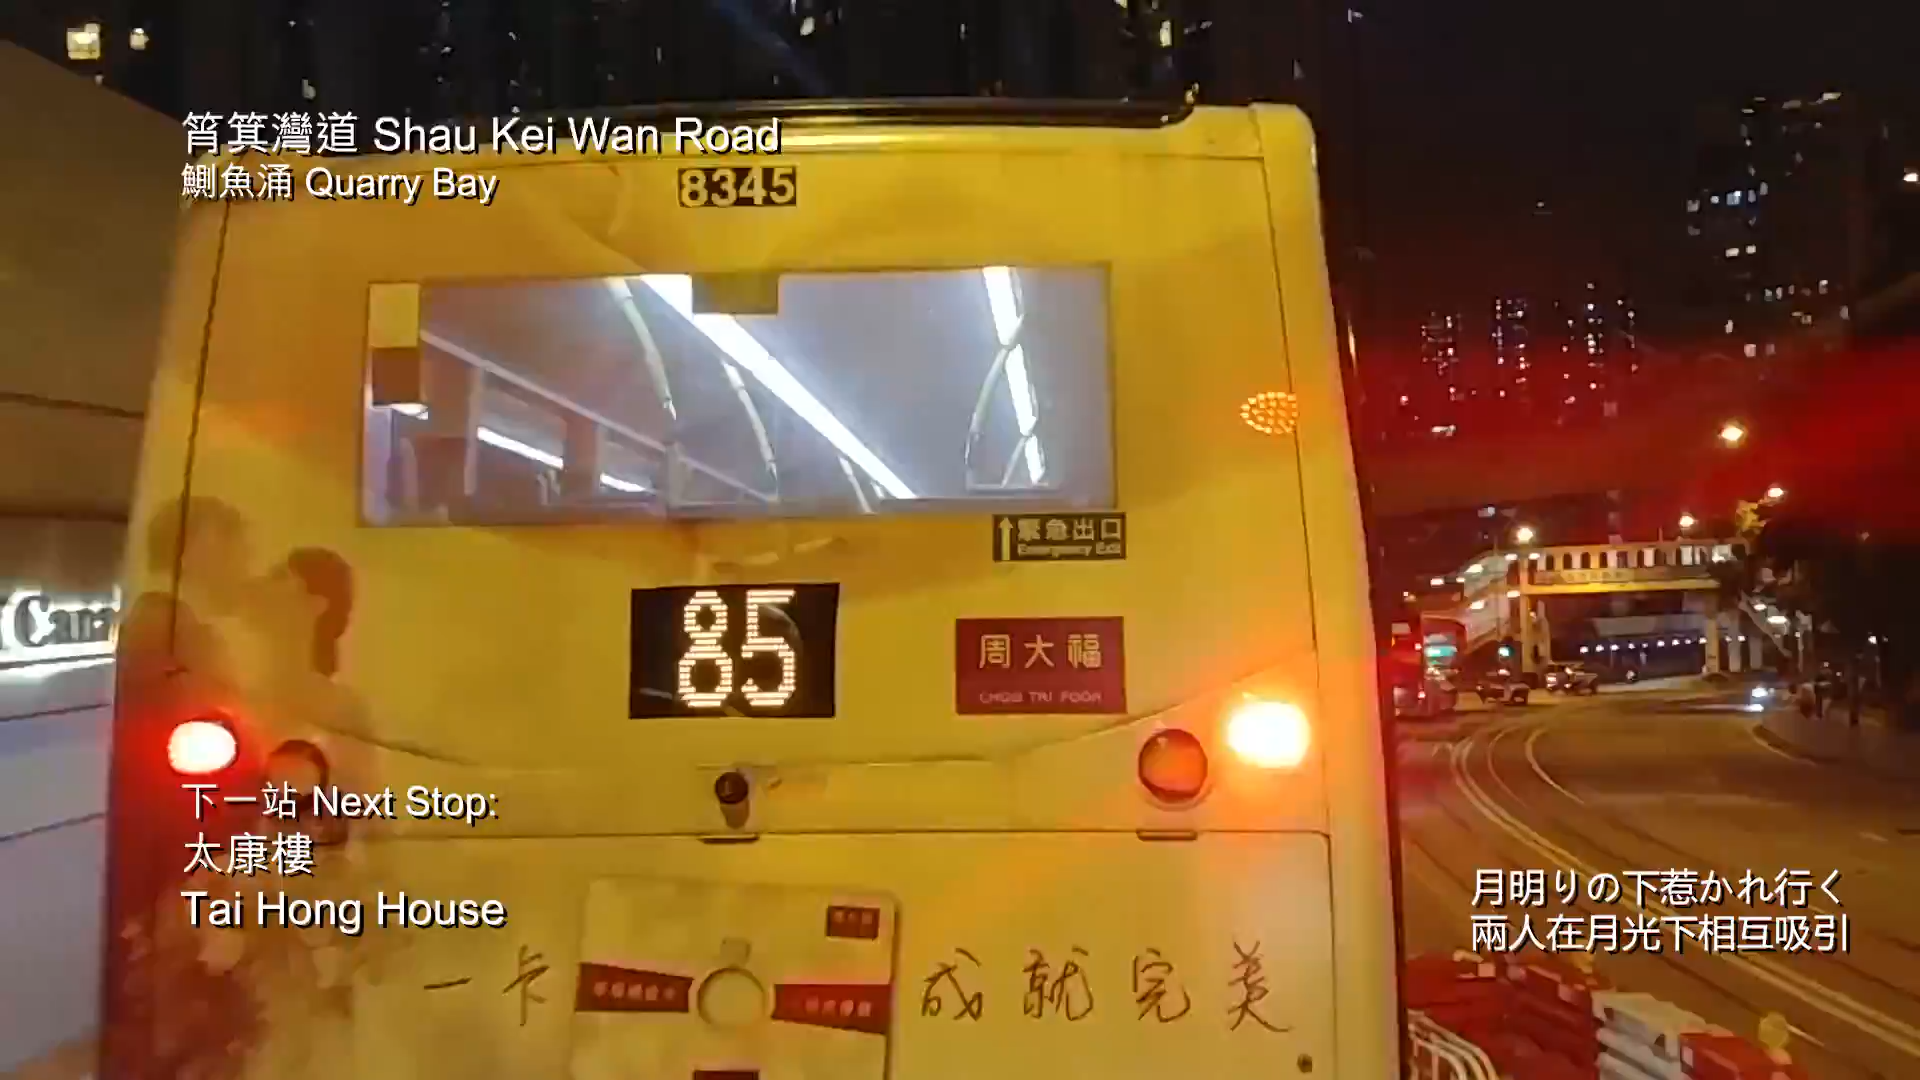 筲箕灣道 Shau Kei Wan Road
鰂魚涌 Quarry Bay
8345
緊急出口
Emergency Exit
85
周大福
CHOW TAI FOOK
下一站 Next Stop:
太康樓
Tai Hong House
月明りの下惹かれ行く
兩人在月光下相互吸引
一卡 成就完美